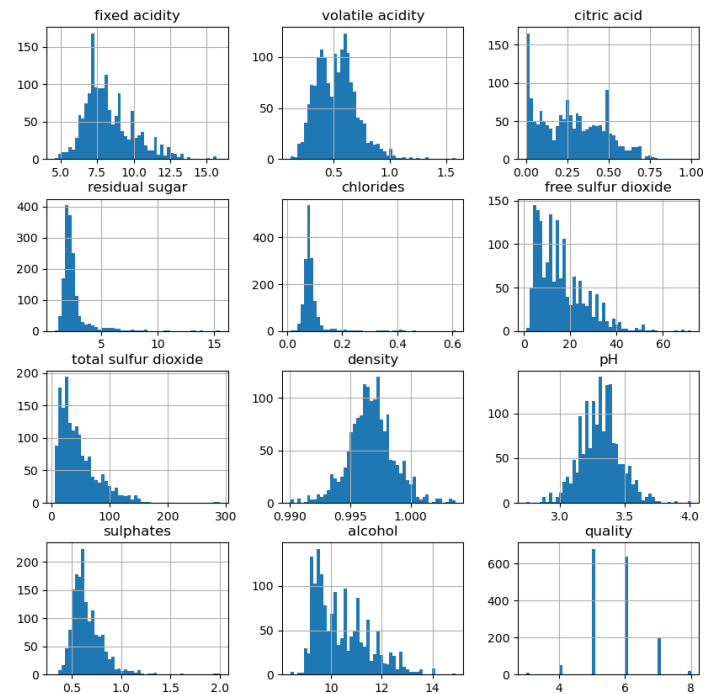 fixed acidity
150
100
50
0
5.0 7.5 10.0 12.5 15.0
volatile acidity
100
50
0
0.5 1.0 1.5
citric acid
150
100
50
0
0.00 0.25 0.50 0.75 1.00
residual sugar
400
300
200
100
0
5 10 15
chlorides
400
200
0
0.0 0.2 0.4 0.6
free sulfur dioxide
150
100
50
0
0 20 40 60
total sulfur dioxide
200
150
100
50
0
0 100 200 300
density
100
50
0
0.990 0.995 1.000
pH
100
50
0
3.0 3.5 4.0
sulphates
200
150
100
50
0
0.5 1.0 1.5 2.0
alcohol
100
50
0
10 12 14
quality
600
400
200
0
4 6 8